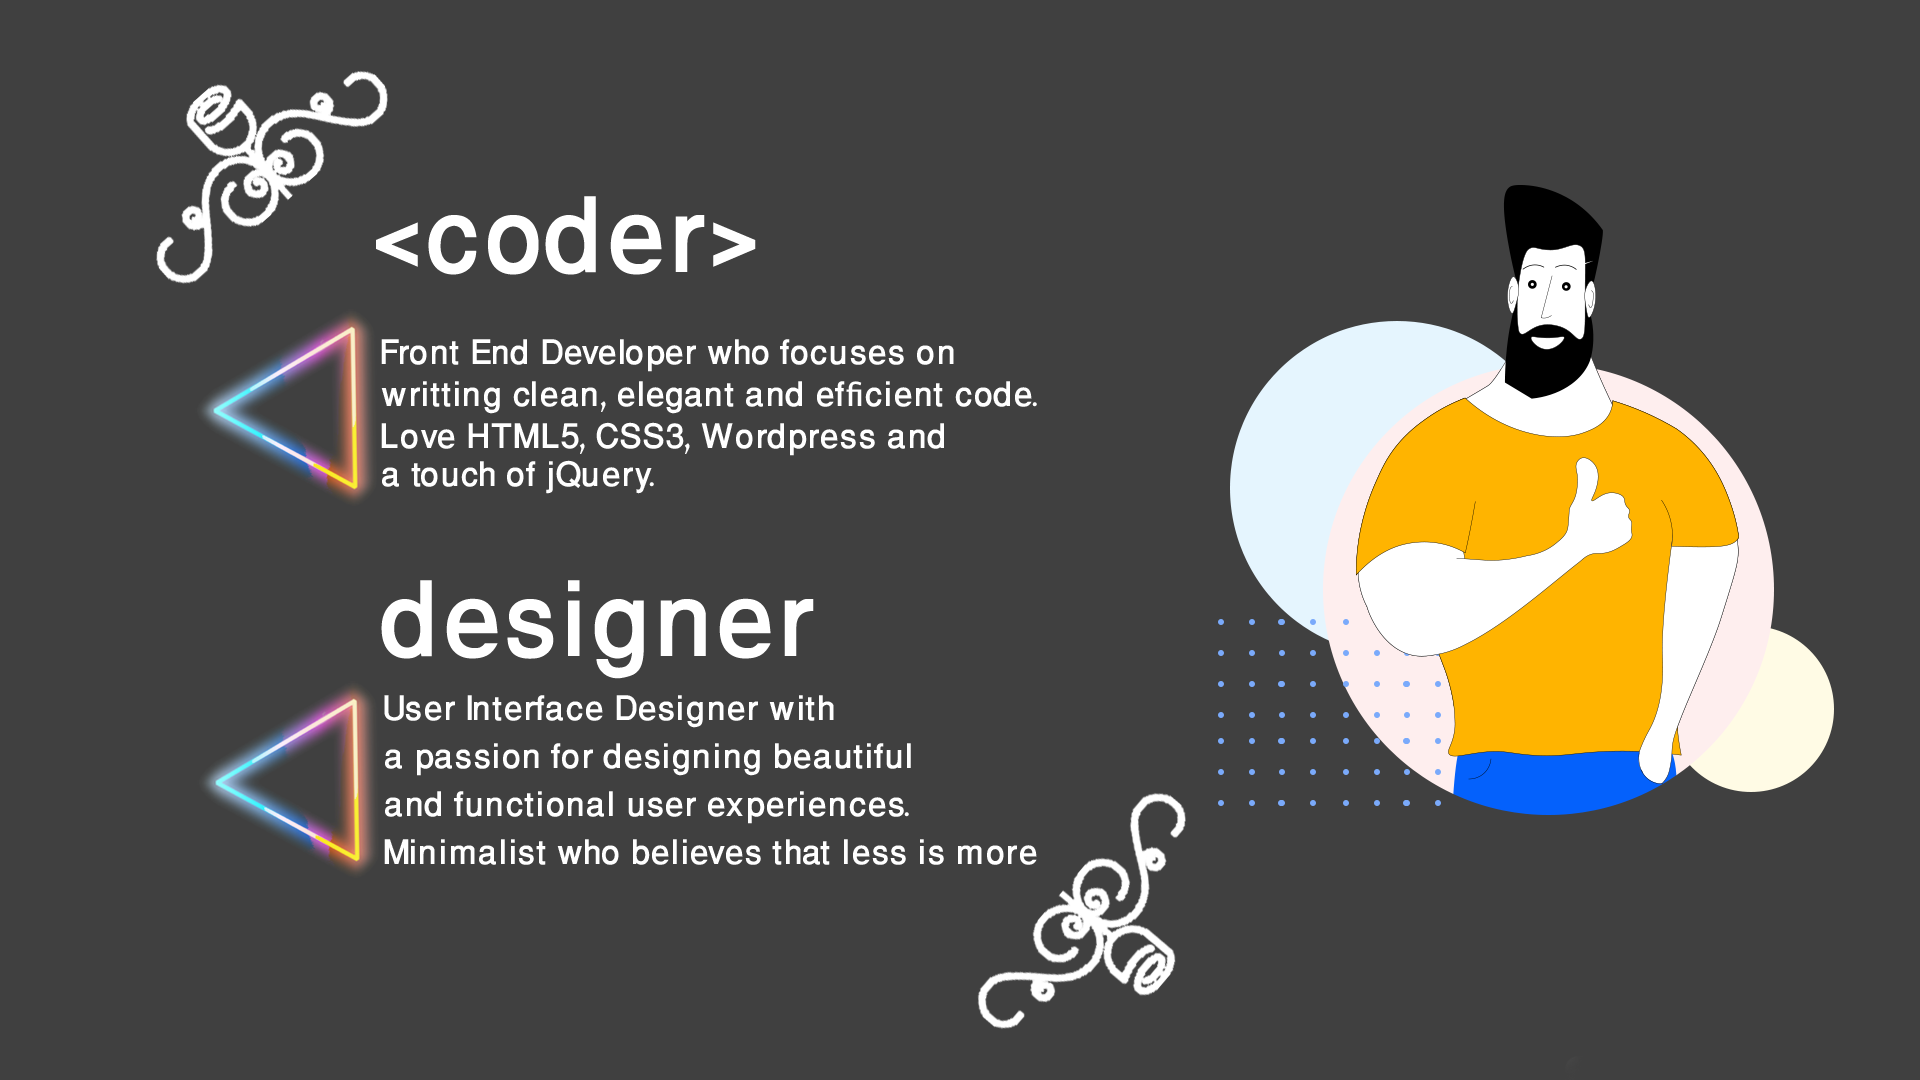 <coder>
Front End Developer who focuses on
writting clean, elegant and efficient code.
Love HTML5, CSS3, Wordpress and
a touch of jQuery.
designer
User Interface Designer with
a passion for designing beautiful
and functional user experiences.
Minimalist who believes that less is more